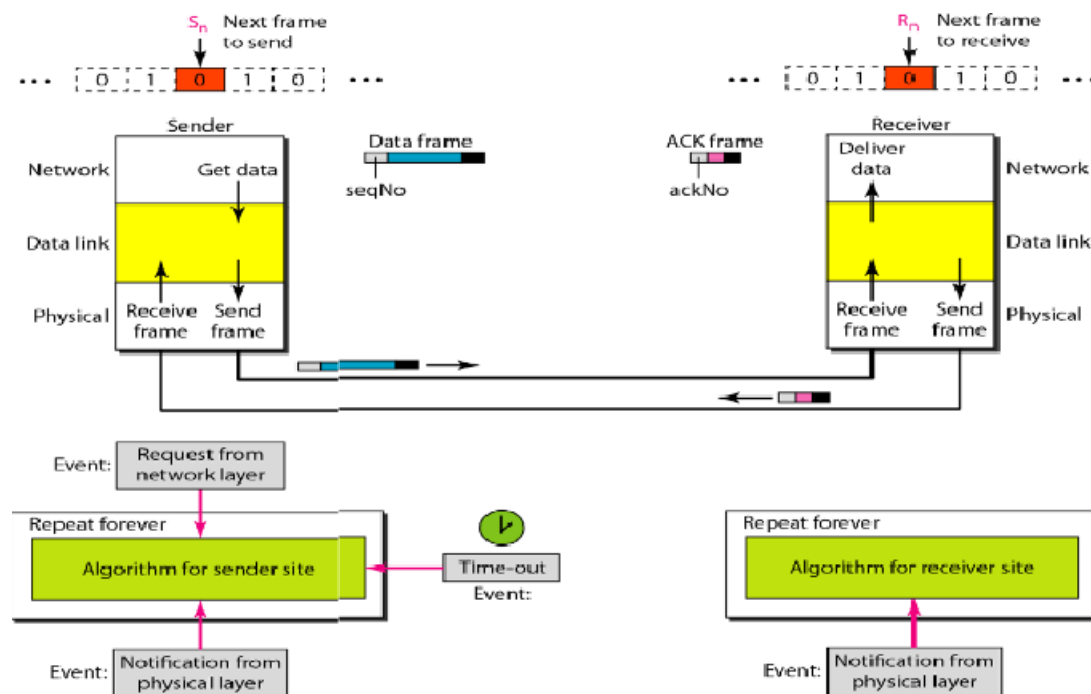 Sn Next frame
to send
Rn Next frame
to receive
... 0 1 0 1 0 ...
... 0 1 0 1 0 ...
Sender
Receiver
Data frame
ACK frame
seqNo
ackNo
Network
Get data
Deliver
data
Network
Data link
Data link
Physical
Receive
frame
Send
frame
Receive
frame
Send
frame
Physical
Event:
Request from
network layer
Repeat forever
Algorithm for sender site
Time-out
Event:
Repeat forever
Algorithm for receiver site
Event:
Notification from
physical layer
Event:
Notification from
physical layer